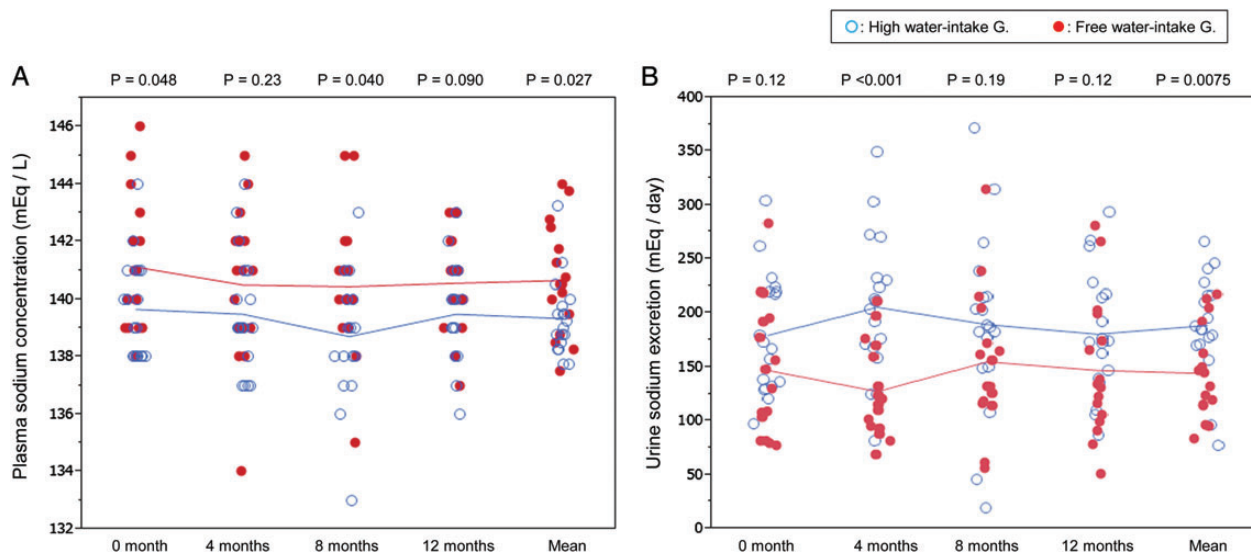 : High water-intake G. : Free water-intake G.
A
P = 0.048 P = 0.23 P = 0.040 P = 0.090 P = 0.027
Plasma sodium concentration (mEq / L)
146
144
142
140
138
136
134
132
0 month 4 months 8 months 12 months Mean
B
P = 0.12 P <0.001 P = 0.19 P = 0.12 P = 0.0075
Urine sodium excretion (mEq / day)
400
350
300
250
200
150
100
50
0
0 month 4 months 8 months 12 months Mean